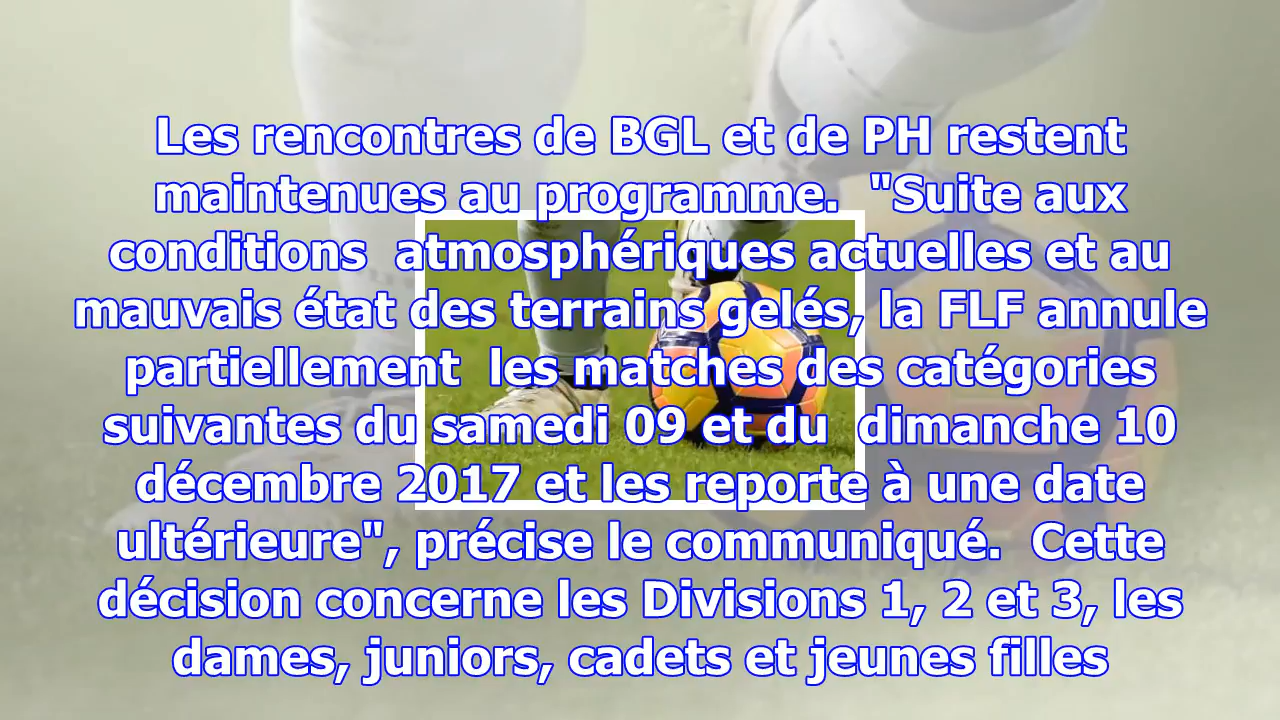 Les rencontres de BGL et de PH restent
maintenues au programme.  "Suite aux
conditions  atmosphériques actuelles et au
mauvais état des terrains gelés, la FLF annule
partiellement  les matches des catégories
suivantes du samedi 09 et du  dimanche 10
décembre 2017 et les reporte à une date
ultérieure", précise le communiqué.  Cette
décision concerne les Divisions 1, 2 et 3, les
dames, juniors, cadets et jeunes filles